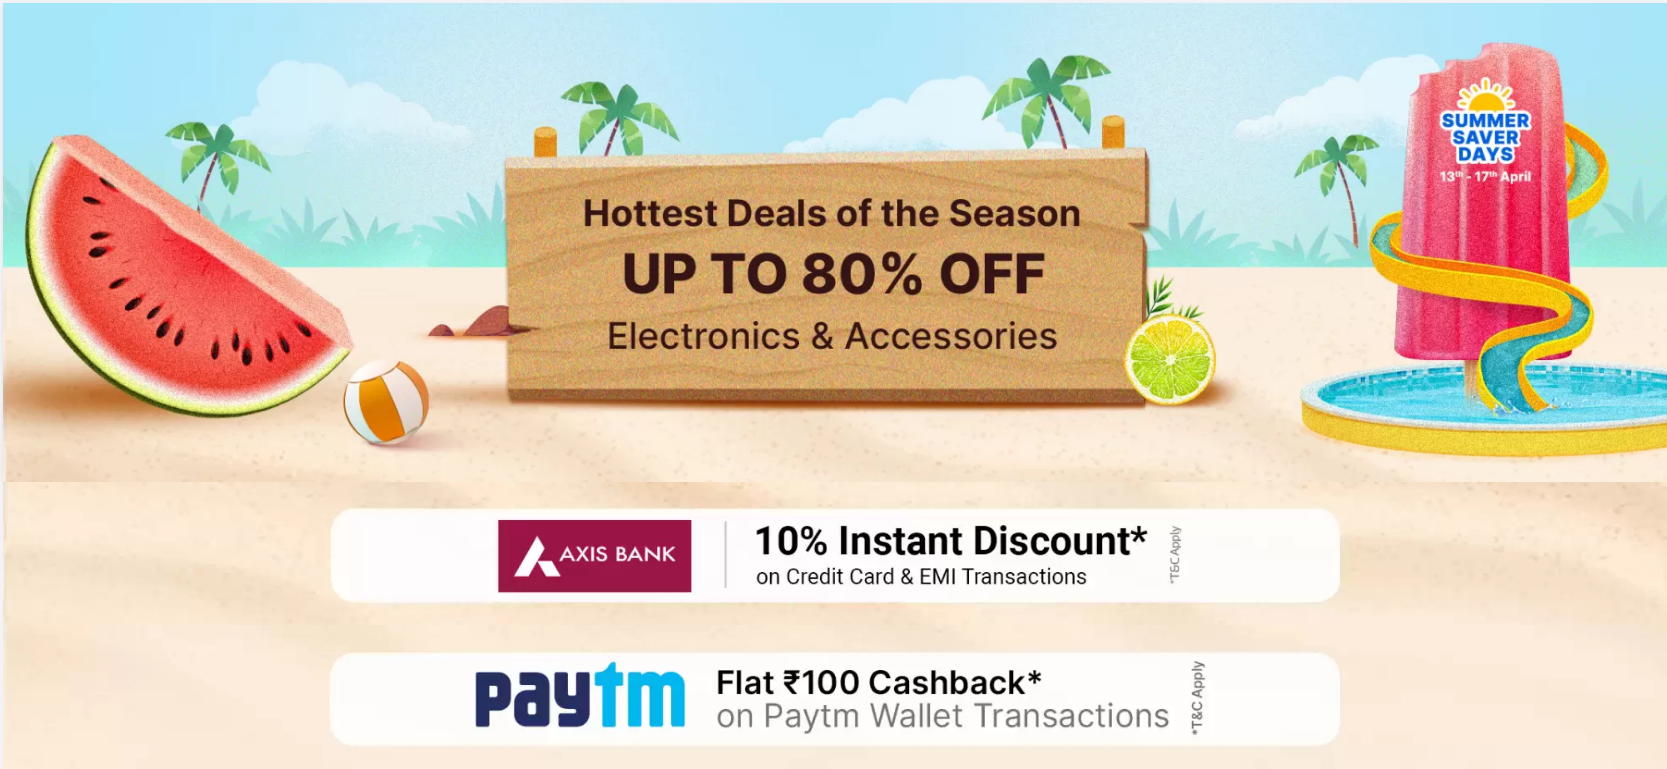 Hottest Deals of the Season
UP TO 80% OFF
Electronics & Accessories
SUMMER
SAVER
DAYS
13th - 17th April
AXIS BANK
10% Instant Discount*
on Credit Card & EMI Transactions
*T&C Apply
paytm
Flat ₹100 Cashback*
on Paytm Wallet Transactions
*T&C Apply